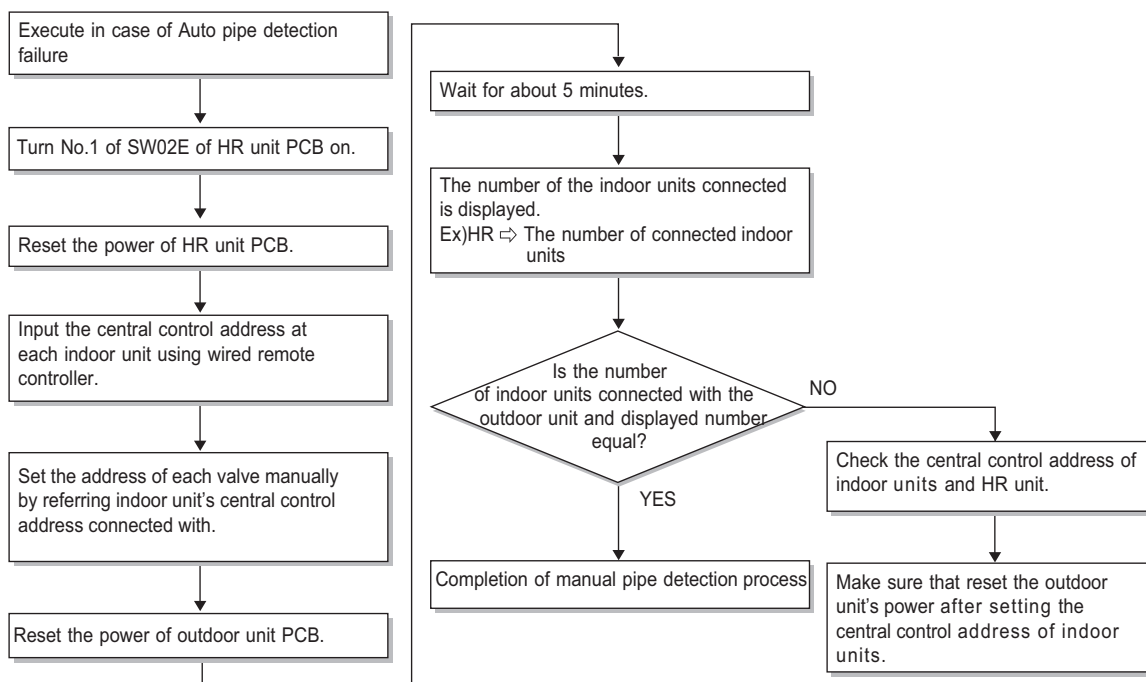 Execute in case of Auto pipe detection
failure
Turn No.1 of SW02E of HR unit PCB on.
Reset the power of HR unit PCB.
Input the central control address at
each indoor unit using wired remote
controller.
Set the address of each valve manually
by referring indoor unit's central control
address connected with.
Reset the power of outdoor unit PCB.
Wait for about 5 minutes.
The number of the indoor units connected
is displayed.
Ex)HR ⇨ The number of connected indoor
units
Is the number
of indoor units connected with the
outdoor unit and displayed number
equal?
NO
YES
Completion of manual pipe detection process
Check the central control address of
indoor units and HR unit.
Make sure that reset the outdoor
unit's power after setting the
central control address of indoor
units.